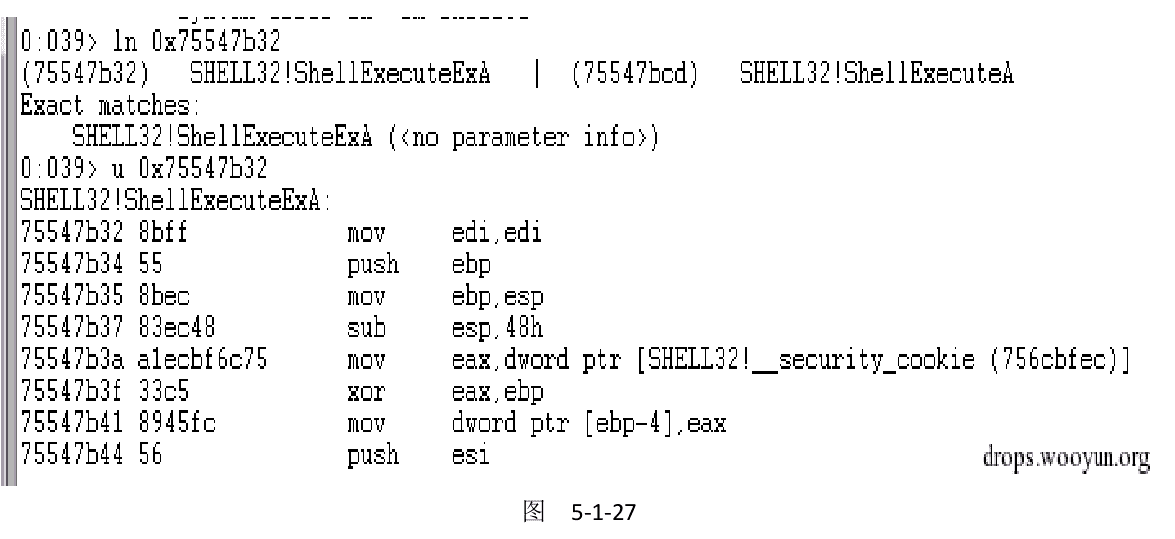 0:039> ln 0x75547b32
(75547b32)   SHELL32!ShellExecuteExA   |  (75547bcd)   SHELL32!ShellExecuteA
Exact matches:
    SHELL32!ShellExecuteExA (<no parameter info>)
0:039> u 0x75547b32
SHELL32!ShellExecuteExA:
75547b32 8bff            mov     edi,edi
75547b34 55              push    ebp
75547b35 8bec            mov     ebp,esp
75547b37 83ec48          sub     esp,48h
75547b3a a1ecbf6c75      mov     eax,dword ptr [SHELL32!__security_cookie (756cbfec)]
75547b3f 33c5            xor     eax,ebp
75547b41 8945fc          mov     dword ptr [ebp-4],eax
75547b44 56              push    esi
drops.wooyun.org
图 5-1-27